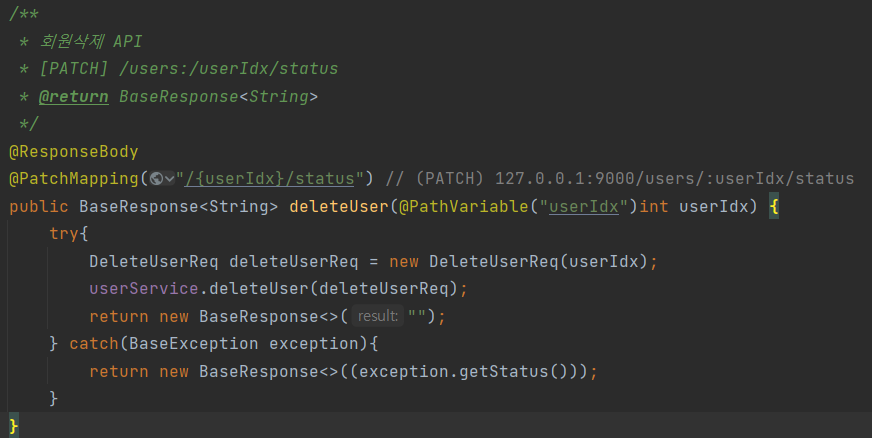 /**
 * 회원삭제 API
 * [PATCH] /users:/userIdx/status
 * @return BaseResponse<String>
 */
@ResponseBody
@PatchMapping("/{userIdx}/status") // (PATCH) 127.0.0.1:9000/users/:userIdx/status
public BaseResponse<String> deleteUser(@PathVariable("userIdx")int userIdx) {
    try{
        DeleteUserReq deleteUserReq = new DeleteUserReq(userIdx);
        userService.deleteUser(deleteUserReq);
        return new BaseResponse<>( result: "");
    } catch(BaseException exception){
        return new BaseResponse<>((exception.getStatus()));
    }
}